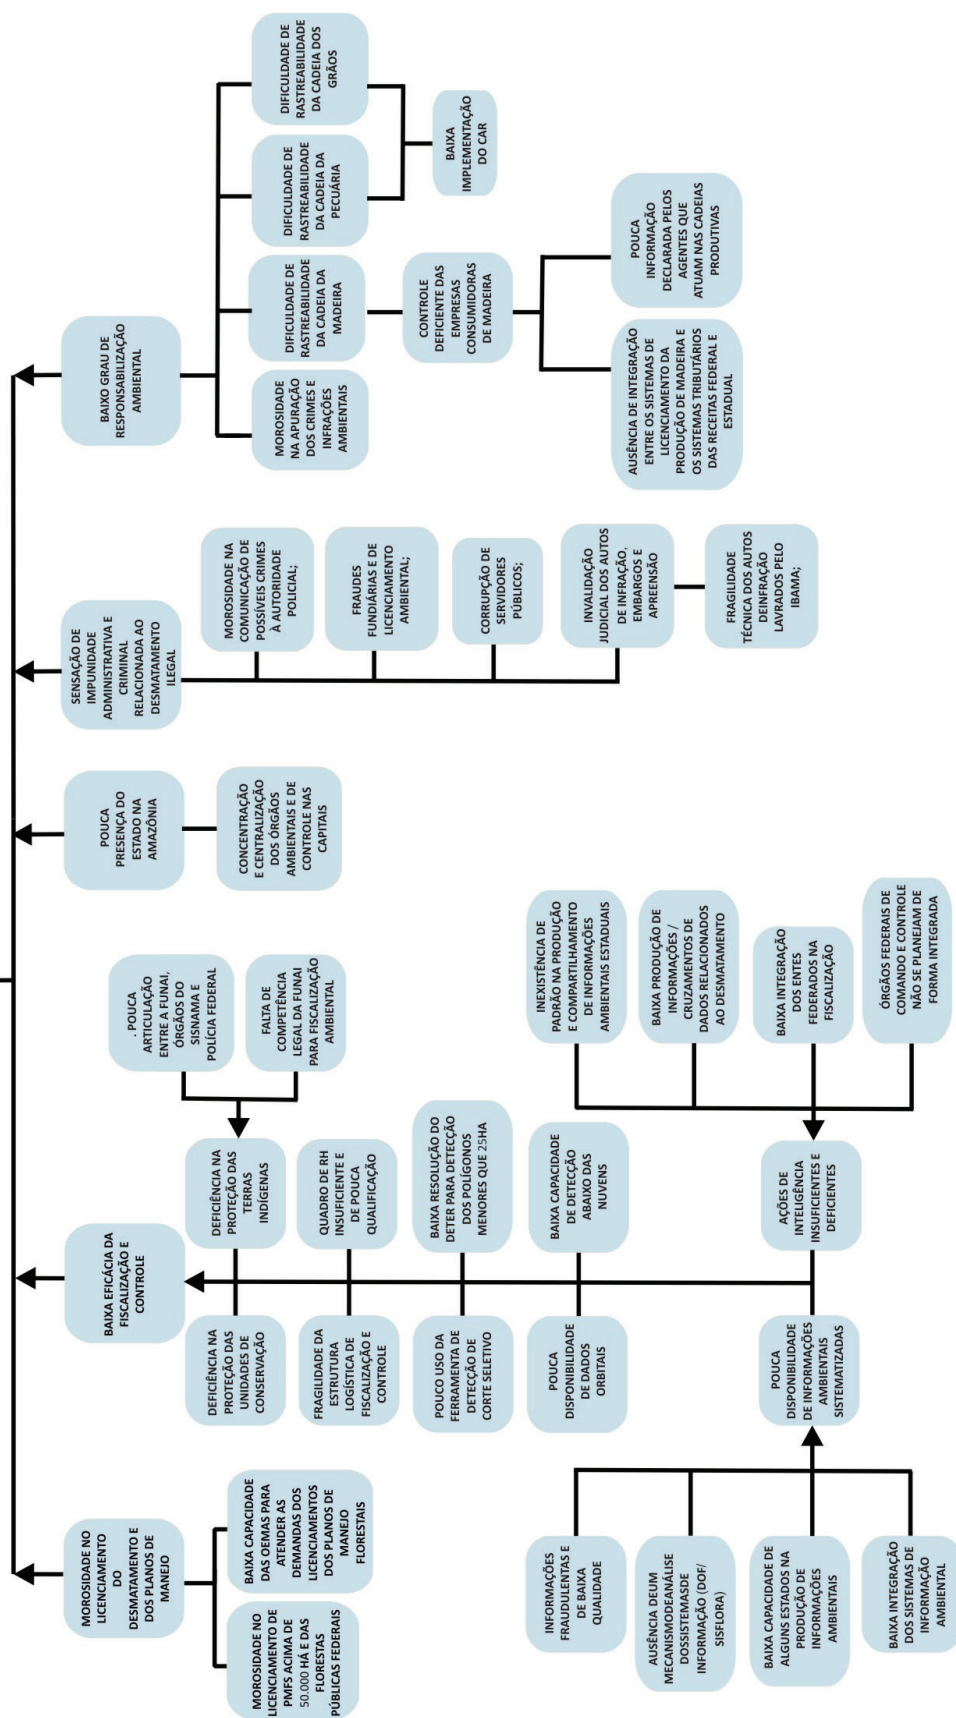 MOROSIDADE NO
LICENCIAMENTO
DO
DESMATAMENTO E
DOS PLANOS DE
MANEJO
MOROSIDADE NO
LICENCIAMENTO DE
PMFS ACIMA DE
50.000 HÁ E DAS
FLORESTAS
PÚBLICAS FEDERAIS
BAIXA CAPACIDADE
DAS OEMAS PARA
ATENDER AS
DEMANDAS DOS
LICENCIAMENTOS
DOS PLANOS DE
MANEJO
FLORESTAIS
BAIXA EFICÁCIA DA
FISCALIZAÇÃO E
CONTROLE
DEFICIÊNCIA NA
PROTEÇÃO DAS
UNIDADES DE
CONSERVAÇÃO
DEFICIÊNCIA NA
PROTEÇÃO DAS
TERRAS
INDÍGENAS
. POUCA
ARTICULAÇÃO
ENTRE A FUNAI,
ÓRGÃOS DO
SISNAMA E
POLÍCIA FEDERAL
FALTA DE
COMPETÊNCIA
LEGAL DA FUNAI
PARA FISCALIZAÇÃO
AMBIENTAL
FRAGILIDADE DA
ESTRUTURA
LOGÍSTICA DE
FISCALIZAÇÃO E
CONTROLE
QUADRO DE RH
INSUFICIENTE E
DE POUCA
QUALIFICAÇÃO
POUCO USO DA
FERRAMENTA DE
DETECÇÃO DE
CORTE SELETIVO
BAIXA RESOLUÇÃO DO
DETER PARA DETECÇÃO
DOS POLÍGONOS
MENORES QUE 25HA
POUCA
DISPONIBILIDADE
DE DADOS
ORBITAIS
BAIXA CAPACIDADE
DE DETECÇÃO
ABAIXO DAS
NUVENS
POUCA
DISPONIBILIDADE
DE INFORMAÇÕES
AMBIENTAIS
SISTEMATIZADAS
AÇÕES DE
INTELIGÊNCIA
INSUFICIENTES E
DEFICIENTES
INFORMAÇÕES
FRAUDULENTAS E
DE BAIXA
QUALIDADE
AUSÊNCIA DEUM
MECANISMODEANÁLISE
DOSSISTEMASDE
INFORMAÇÃO (DOF/
SISFLORA)
BAIXA CAPACIDADE DE
ALGUNS ESTADOS NA
PRODUÇÃO DE
INFORMAÇÕES
AMBIENTAIS
BAIXA INTEGRAÇÃO
DOS SISTEMAS DE
INFORMAÇÃO
AMBIENTAL
INEXISTÊNCIA DE
PADRÃO NA PRODUÇÃO
E COMPARTILHAMENTO
DE INFORMAÇÕES
AMBIENTAIS ESTADUAIS
BAIXA PRODUÇÃO DE
INFORMAÇÕES /
CRUZAMENTOS DE
DADOS RELACIONADOS
AO DESMATAMENTO
BAIXA INTEGRAÇÃO
DOS ENTES
FEDERADOS NA
FISCALIZAÇÃO
ÓRGÃOS FEDERAIS DE
COMANDO E CONTROLE
NÃO SE PLANEJAM DE
FORMA INTEGRADA
POUCA
PRESENÇA DO
ESTADO NA
AMAZÔNIA
CONCENTRAÇÃO
E CENTRALIZAÇÃO
DOS ÓRGÃOS
AMBIENTAIS E DE
CONTROLE NAS
CAPITAIS
SENSAÇÃO DE
IMPUNIDADE
ADMINISTRATIVA E
CRIMINAL
RELACIONADA AO
DESMATAMENTO
ILEGAL
MOROSIDADE NA
COMUNICAÇÃO DE
POSSÍVEIS CRIMES
À AUTORIDADE
POLICIAL;
FRAUDES
FUNDIÁRIAS E DE
LICENCIAMENTO
AMBIENTAL;
CORRUPÇÃO DE
SERVIDORES
PÚBLICOS;
INVALIDAÇÃO
JUDICIAL DOS AUTOS
DE INFRAÇÃO,
EMBARGOS E
APREENSÃO
FRAGILIDADE
TÉCNICA DOS AUTOS
DEINFRAÇÃO
LAVRADOS PELO
IBAMA;
BAIXO GRAU DE
RESPONSABILIZAÇÃO
AMBIENTAL
MOROSIDADE
NA APURAÇÃO
DOS CRIMES E
INFRAÇÕES
AMBIENTAIS
DIFICULDADE DE
RASTREABILIDADE
DA CADEIA DA
MADEIRA
DIFICULDADE DE
RASTREABILIDADE
DA CADEIA DA
PECUÁRIA
DIFICULDADE DE
RASTREABILIDADE
DA CADEIA DOS
GRÃOS
CONTROLE
DEFICIENTE DAS
EMPRESAS
CONSUMIDORAS
DE MADEIRA
BAIXA
IMPLEMENTAÇÃO
DO CAR
AUSÊNCIA DE INTEGRAÇÃO
ENTRE OS SISTEMAS DE
LICENCIAMENTO DA
PRODUÇÃO DE MADEIRA E
OS SISTEMAS TRIBUTÁRIOS
DAS RECEITAS FEDERAL E
ESTADUAL
POUCA
INFORMAÇÃO
DECLARADA PELOS
AGENTES QUE
ATUAM NAS CADEIAS
PRODUTIVAS